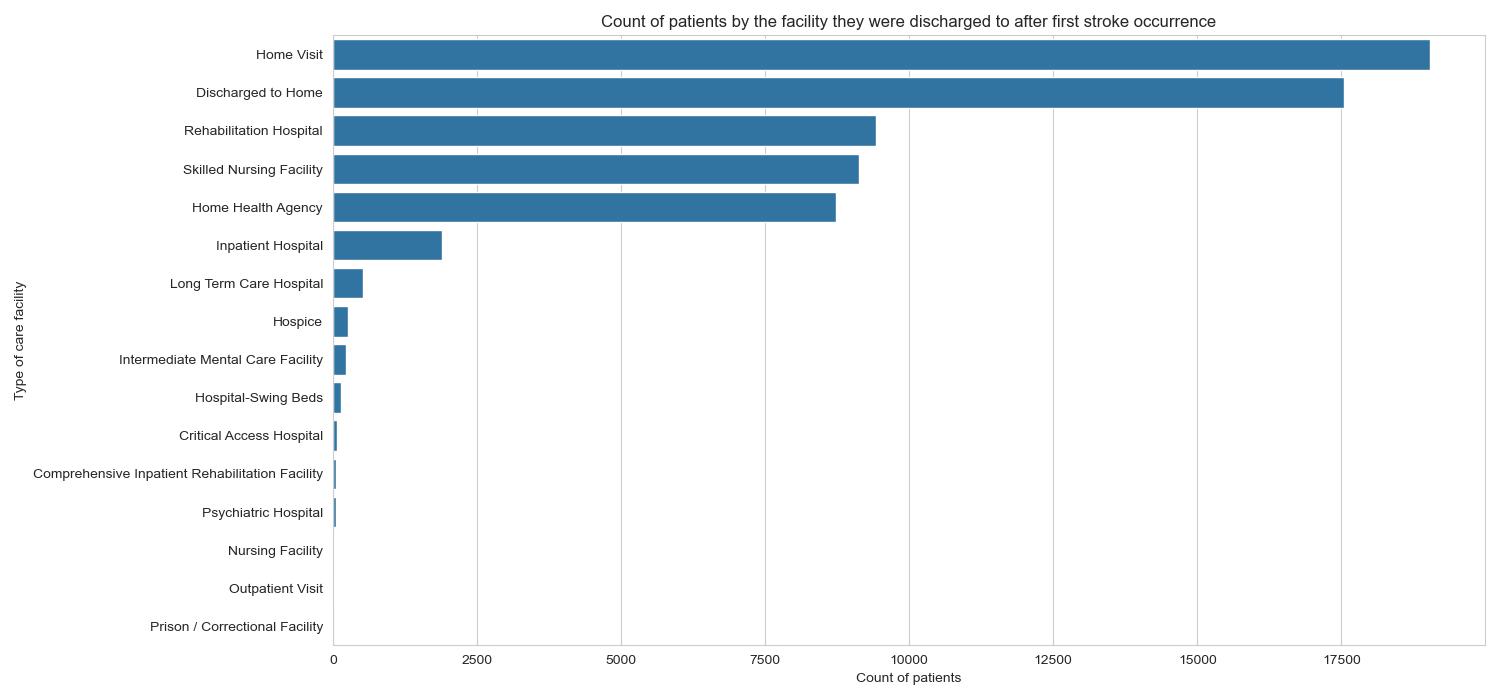 Count of patients by the facility they were discharged to after first stroke occurrence
Type of care facility
Home Visit
Discharged to Home
Rehabilitation Hospital
Skilled Nursing Facility
Home Health Agency
Inpatient Hospital
Long Term Care Hospital
Hospice
Intermediate Mental Care Facility
Hospital-Swing Beds
Critical Access Hospital
Comprehensive Inpatient Rehabilitation Facility
Psychiatric Hospital
Nursing Facility
Outpatient Visit
Prison / Correctional Facility
0 2500 5000 7500 10000 12500 15000 17500
Count of patients